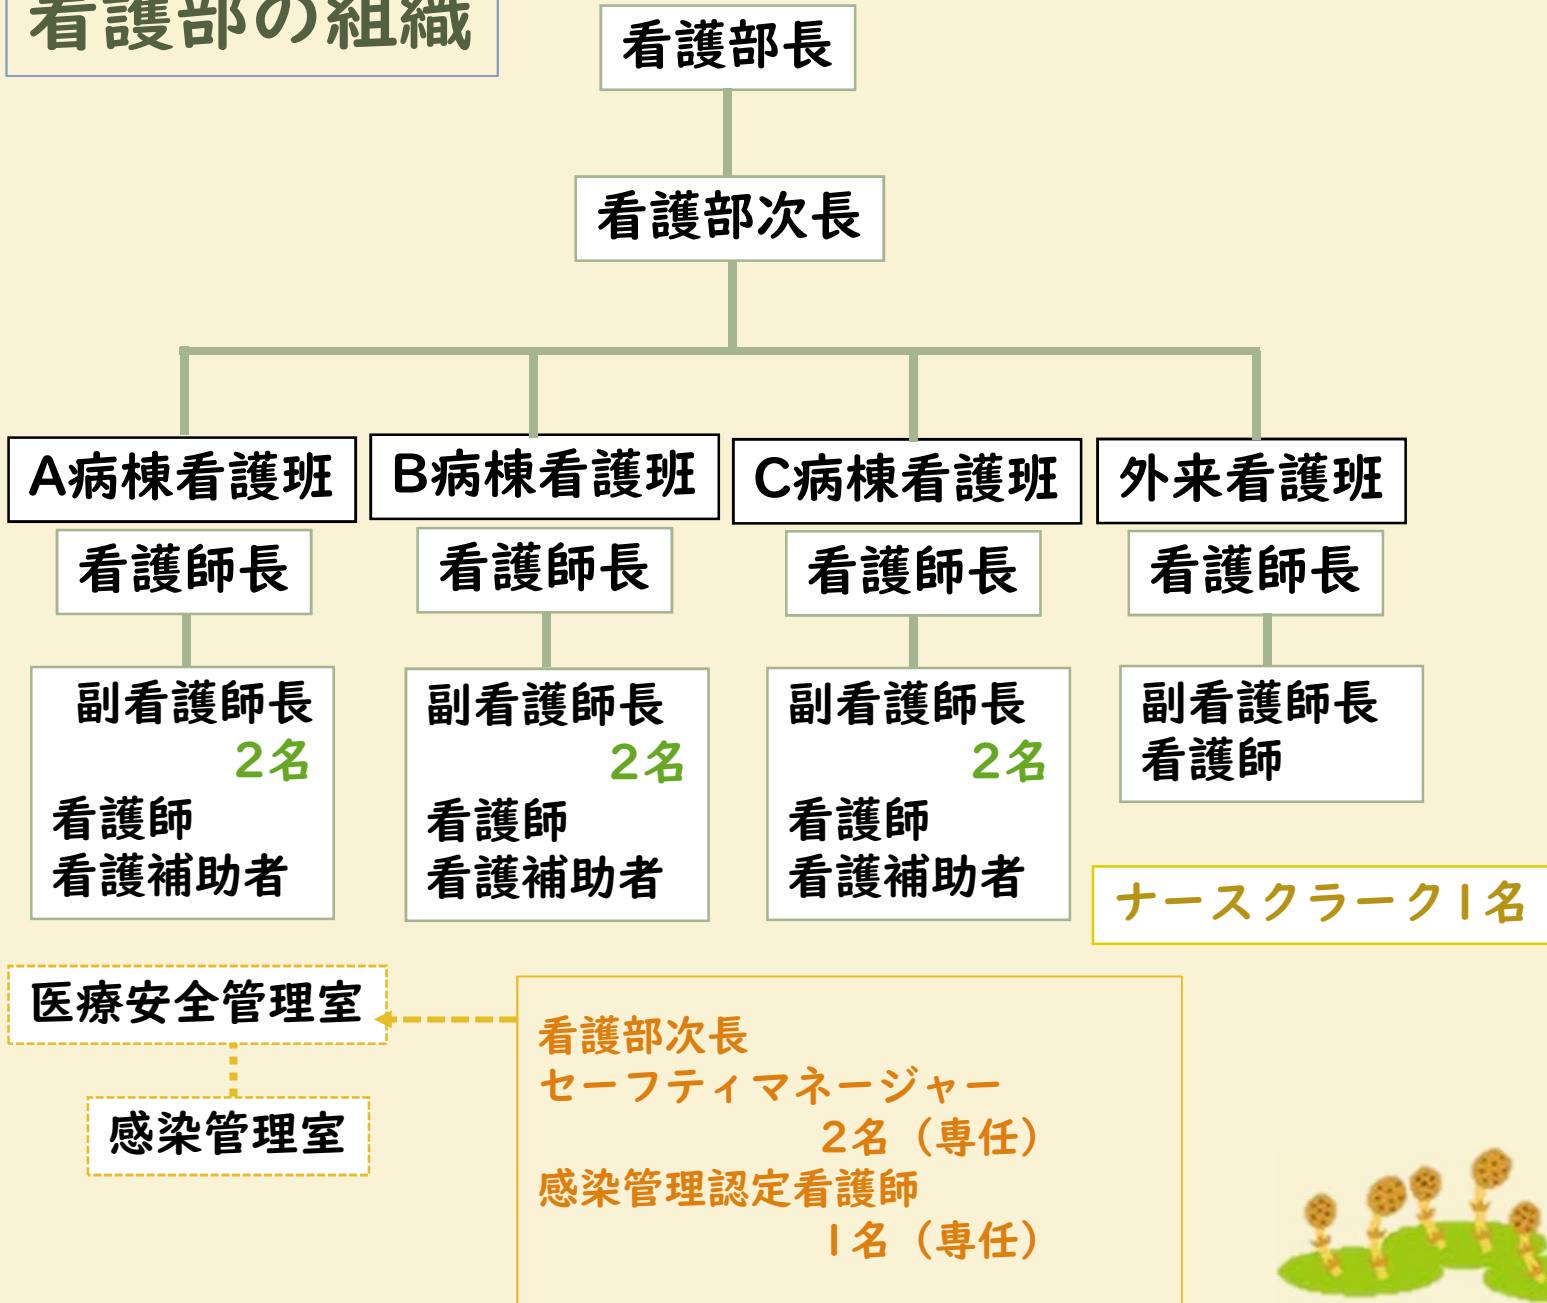 看護部の組織
看護部長
看護部次長
A病棟看護班
B病棟看護班
C病棟看護班
外来看護班
看護師長
看護師長
看護師長
看護師長
副看護師長
2名
看護師
看護補助者
副看護師長
2名
看護師
看護補助者
副看護師長
2名
看護師
看護補助者
副看護師長
看護師
ナースクラーク1名
医療安全管理室
感染管理室
看護部次長
セーフティマネージャー
2名（専任）
感染管理認定看護師
1名（専任）